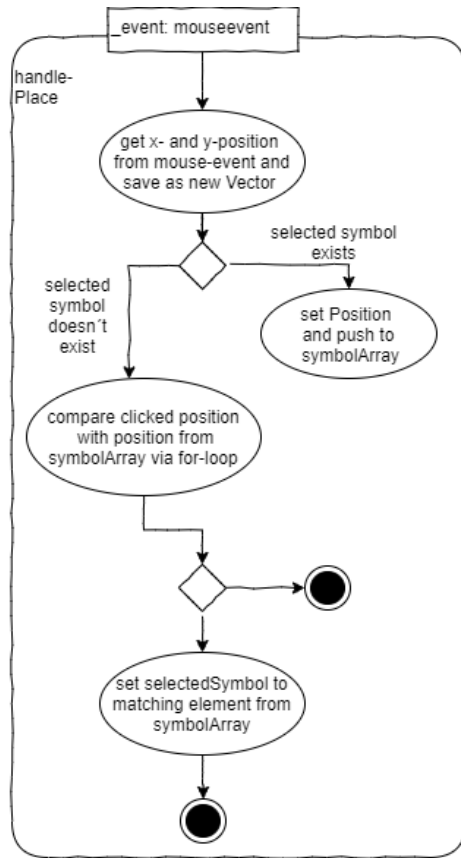 _event: mouseevent
handle-
Place
get x- and y-position
from mouse-event and
save as new Vector
selected symbol
exists
selected
symbol
doesn´t
exist
set Position
and push to
symbolArray
compare clicked position
with position from
symbolArray via for-loop
set selectedSymbol to
matching element from
symbolArray